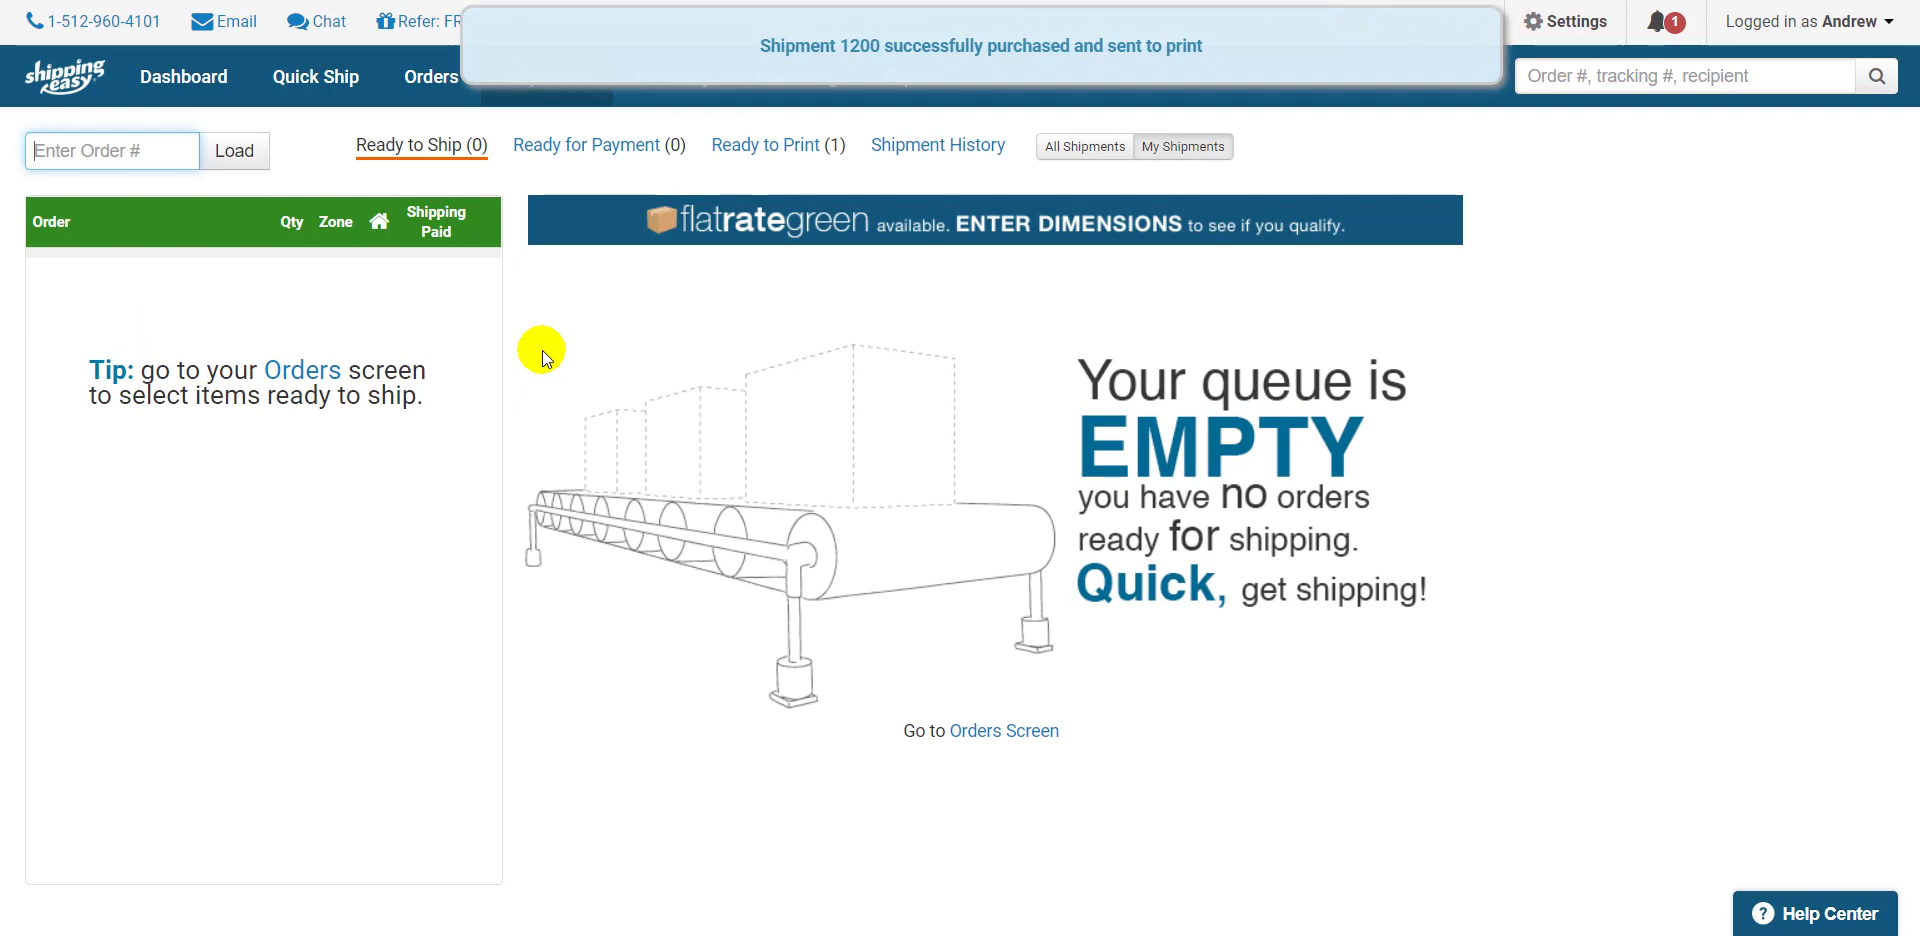 1-512-960-4101 Email Chat Refer: FR
Shipment 1200 successfully purchased and sent to print
Settings 1 Logged in as Andrew
shipping easy Dashboard Quick Ship Orders
Order #, tracking #, recipient
Enter Order # Load Ready to Ship (0) Ready for Payment (0) Ready to Print (1) Shipment History All Shipments My Shipments
Order Qty Zone Shipping Paid
flatrategreen available. ENTER DIMENSIONS to see if you qualify.
Tip: go to your Orders screen
to select items ready to ship.
Your queue is
EMPTY
you have no orders
ready for shipping.
Quick, get shipping!
Go to Orders Screen
? Help Center